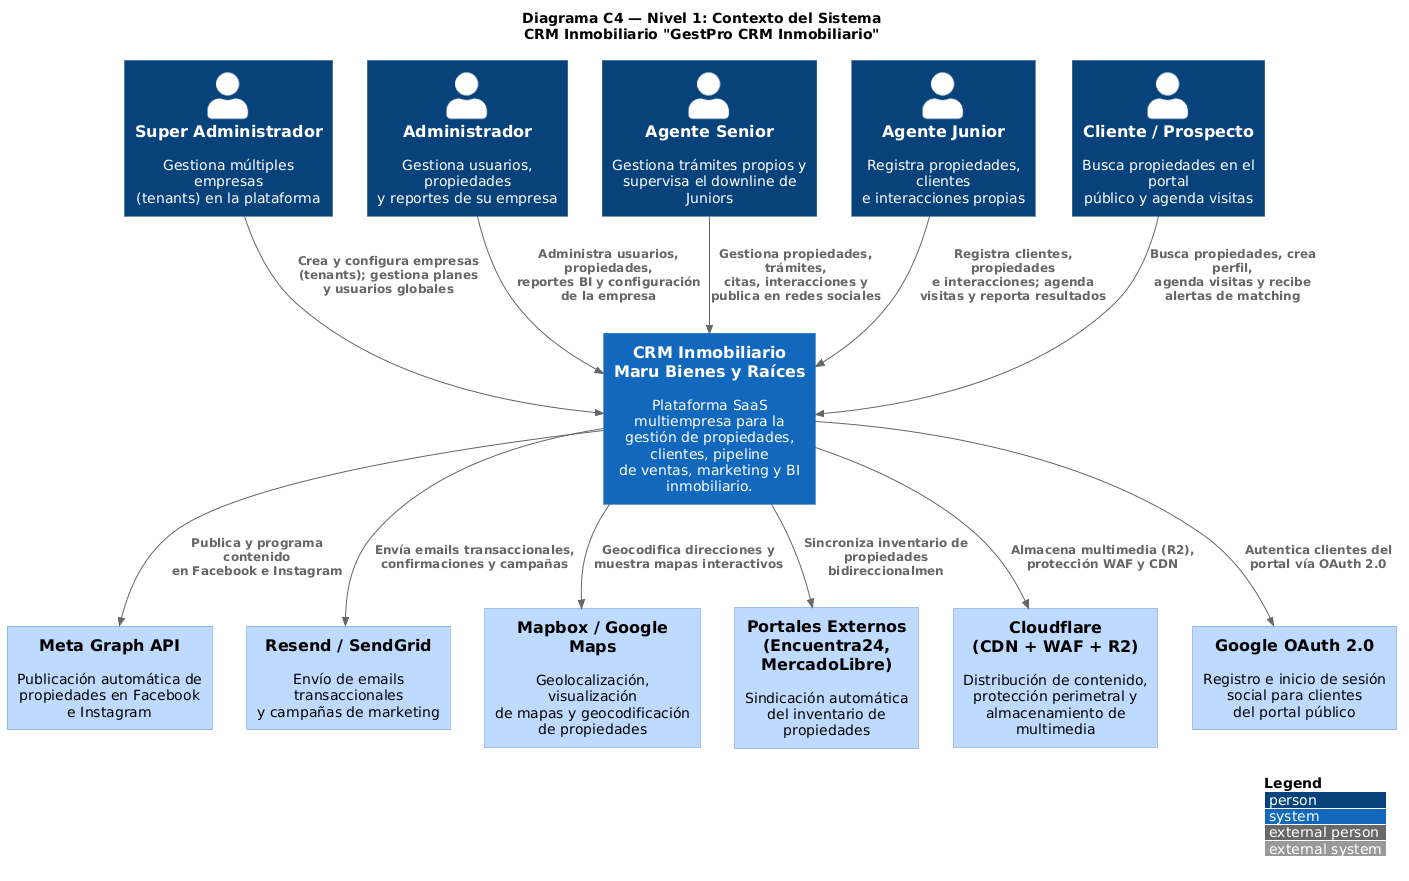 Diagrama C4 — Nivel 1: Contexto del Sistema
CRM Inmobiliario "GestPro CRM Inmobiliario"
Super Administrador
Gestiona múltiples
empresas
(tenants) en la plataforma
Administrador
Gestiona usuarios,
propiedades
y reportes de su empresa
Agente Senior
Gestiona trámites propios y
supervisa el downline de
Juniors
Agente Junior
Registra propiedades,
clientes
e interacciones propias
Cliente / Prospecto
Busca propiedades en el
portal
público y agenda visitas
Crea y configura empresas
(tenants); gestiona planes
y usuarios globales
Administra usuarios,
propiedades,
reportes BI y configuración
de la empresa
Gestiona propiedades,
trámites,
citas, interacciones y
publica en redes sociales
Registra clientes,
propiedades
e interacciones; agenda
visitas y reporta resultados
Busca propiedades, crea
perfil,
agenda visitas y recibe
alertas de matching
CRM Inmobiliario
Maru Bienes y Raíces
Plataforma SaaS
multiempresa para la
gestión de propiedades,
clientes, pipeline
de ventas, marketing y BI
inmobiliario.
Publica y programa
contenido
en Facebook e Instagram
Envía emails transaccionales,
confirmaciones y campañas
Geocodifica direcciones y
muestra mapas interactivos
Sincroniza inventario de
propiedades
bidireccionalmen
Almacena multimedia (R2),
protección WAF y CDN
Autentica clientes del
portal vía OAuth 2.0
Meta Graph API
Publicación automática de
propiedades en Facebook
e Instagram
Resend / SendGrid
Envío de emails
transaccionales
y campañas de marketing
Mapbox / Google
Maps
Geolocalización,
visualización
de mapas y geocodificación
de propiedades
Portales Externos
(Encuentra24,
MercadoLibre)
Sindicación automática
del inventario de
propiedades
Cloudflare
(CDN + WAF + R2)
Distribución de contenido,
protección perimetral y
almacenamiento de
multimedia
Google OAuth 2.0
Registro e inicio de sesión
social para clientes
del portal público
Legend
person
system
external person
external system